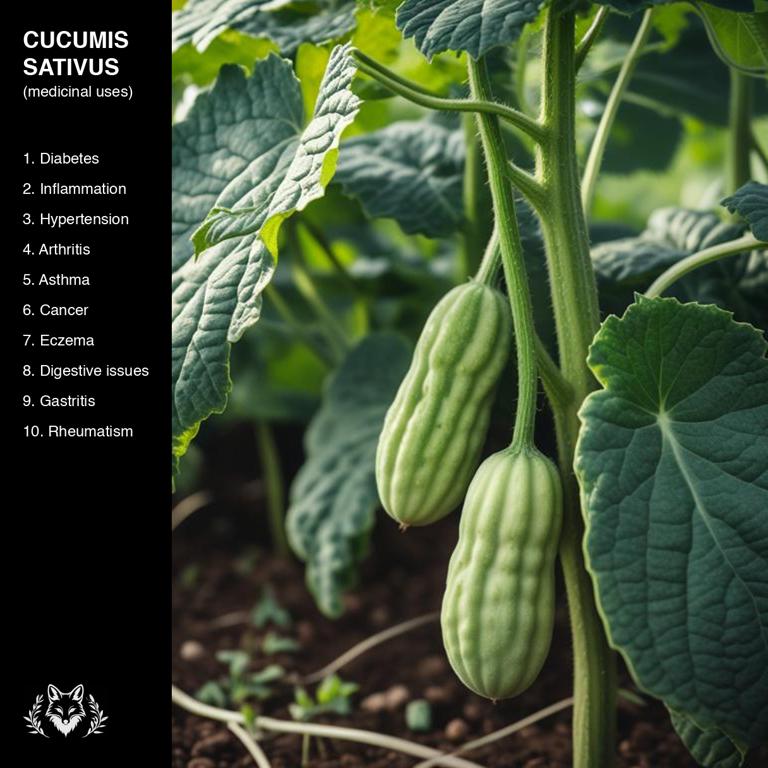 CUCUMIS
SATIVUS
(medicinal uses)
1. Diabetes
2. Inflammation
3. Hypertension
4. Arthritis
5. Asthma
6. Cancer
7. Eczema
8. Digestive issues
9. Gastritis
10. Rheumatism